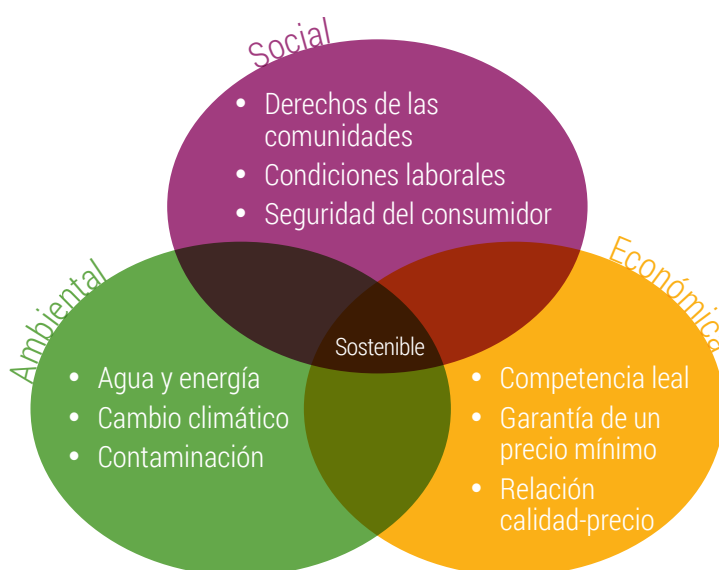 Social
• Derechos de las
comunidades
• Condiciones laborales
• Seguridad del consumidor
Ambiental
• Agua y energía
• Cambio climático
• Contaminación
Sostenible
Económica
• Competencia leal
• Garantía de un
precio mínimo
• Relación
calidad-precio